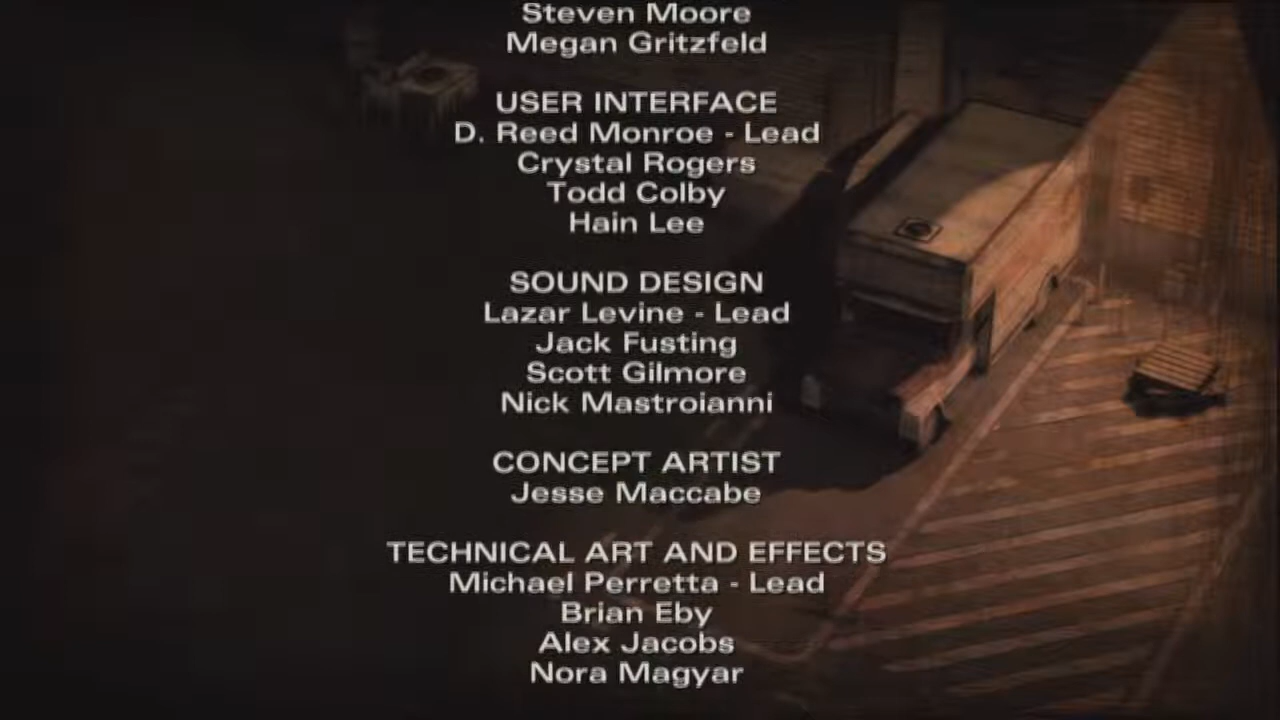 Steven Moore
Megan Gritzfeld
USER INTERFACE
D. Reed Monroe - Lead
Crystal Rogers
Todd Colby
Hain Lee
SOUND DESIGN
Lazar Levine - Lead
Jack Fusting
Scott Gilmore
Nick Mastroianni
CONCEPT ARTIST
Jesse Maccabe
TECHNICAL ART AND EFFECTS
Michael Perretta - Lead
Brian Eby
Alex Jacobs
Nora Magyar